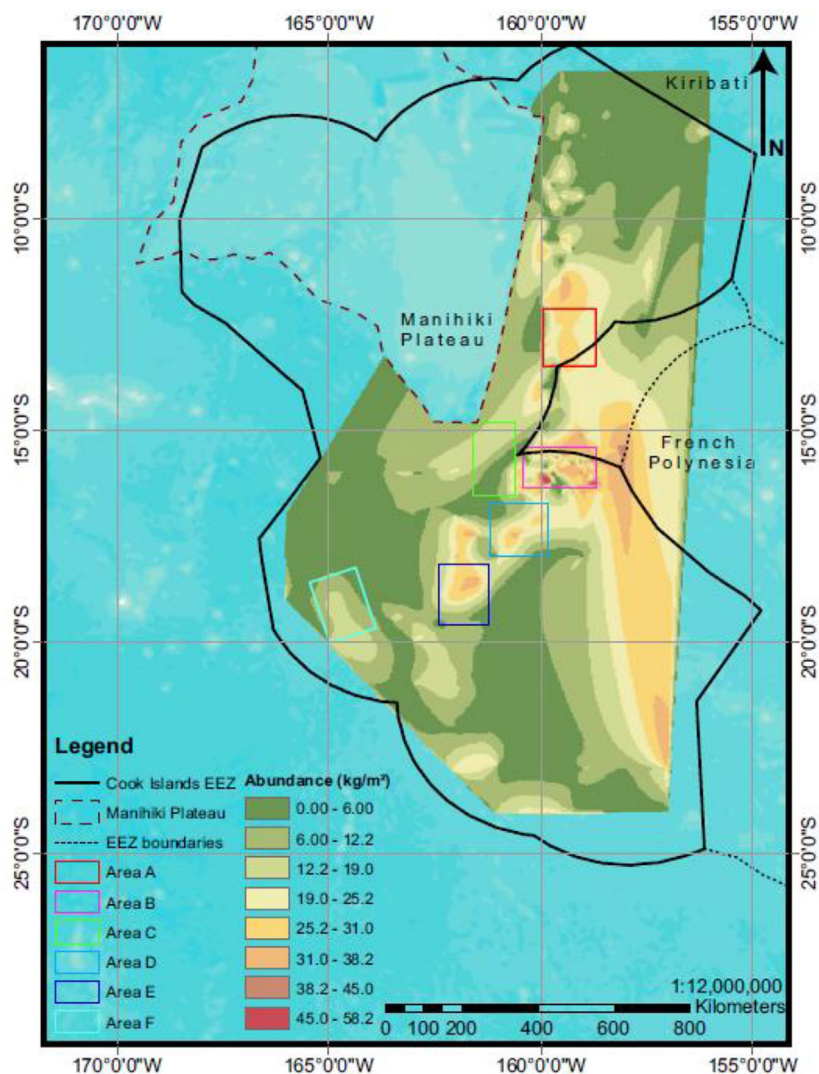 170°0'0"W 165°0'0"W 160°0'0"W 155°0'0"W
Kiribati
N
10°0'0"S 10°0'0"S
Manihiki
Plateau
15°0'0"S 15°0'0"S
French
Polynesia
20°0'0"S 20°0'0"S
Legend
Cook Islands EEZ
Manihiki Plateau
EEZ boundaries
Area A
Area B
Area C
Area D
Area E
Area F
Abundance (kg/m²)
0.00 - 6.00
6.00 - 12.2
12.2 - 19.0
19.0 - 25.2
25.2 - 31.0
31.0 - 38.2
38.2 - 45.0
45.0 - 58.2
25°0'0"S 25°0'0"S
1:12,000,000
Kilometers
0 100 200 400 600 800
170°0'0"W 165°0'0"W 160°0'0"W 155°0'0"W